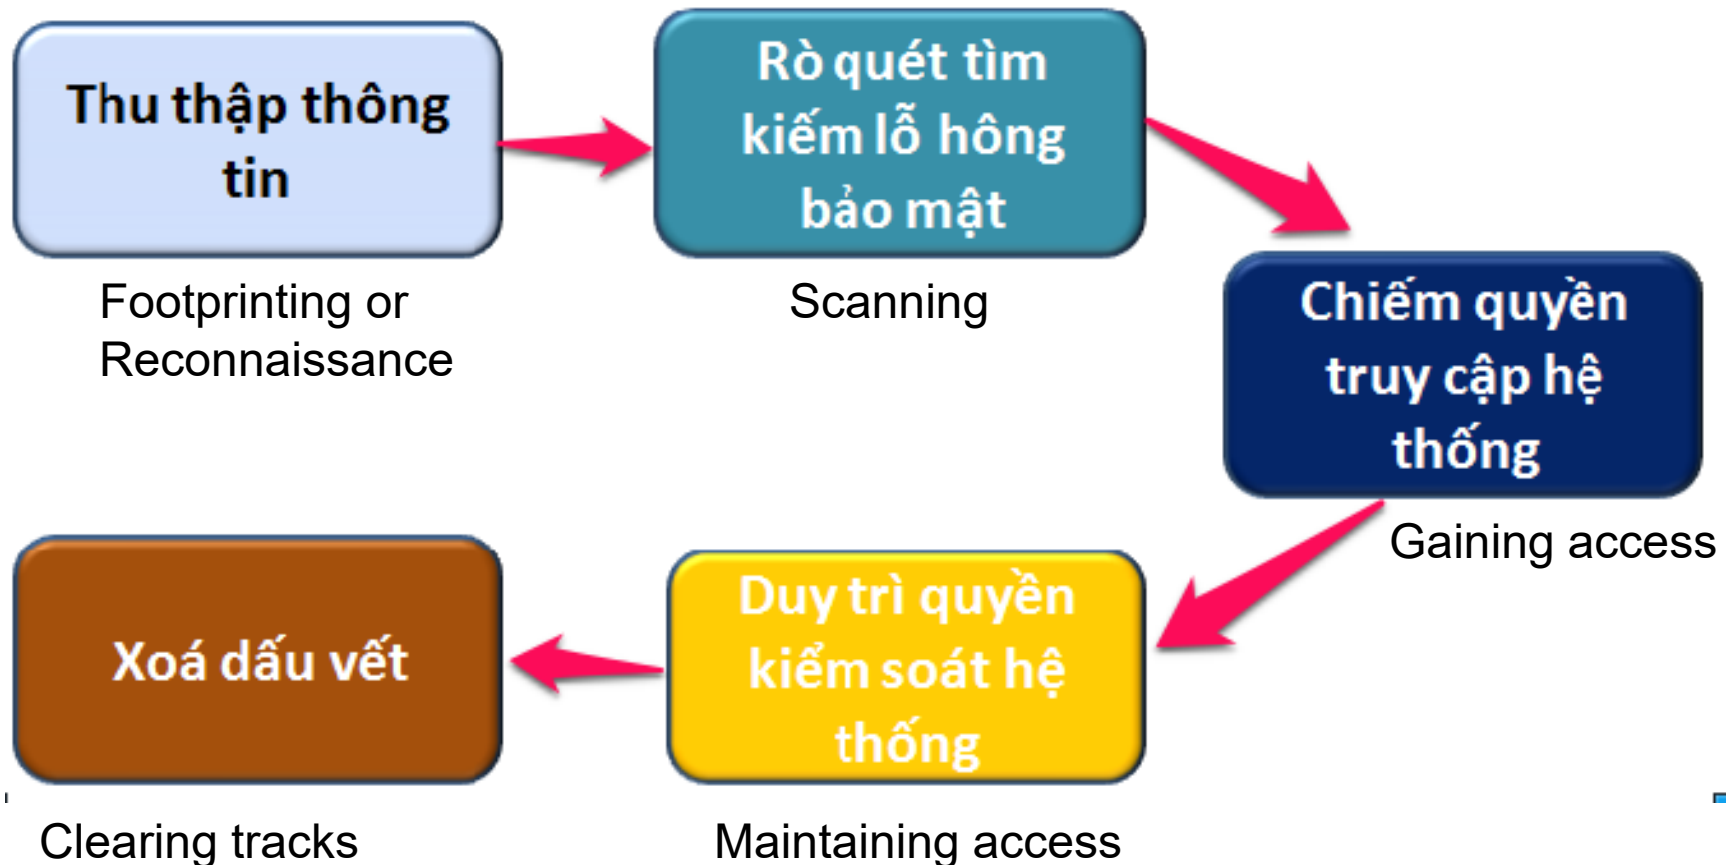 Thu thập thông
tin
Footprinting or
Reconnaissance
Rò quét tìm
kiếm lỗ hông
bảo mật
Scanning
Chiếm quyền
truy cập hệ
thống
Gaining access
Duy trì quyền
kiểm soát hệ
thống
Maintaining access
Xoá dấu vết
Clearing tracks